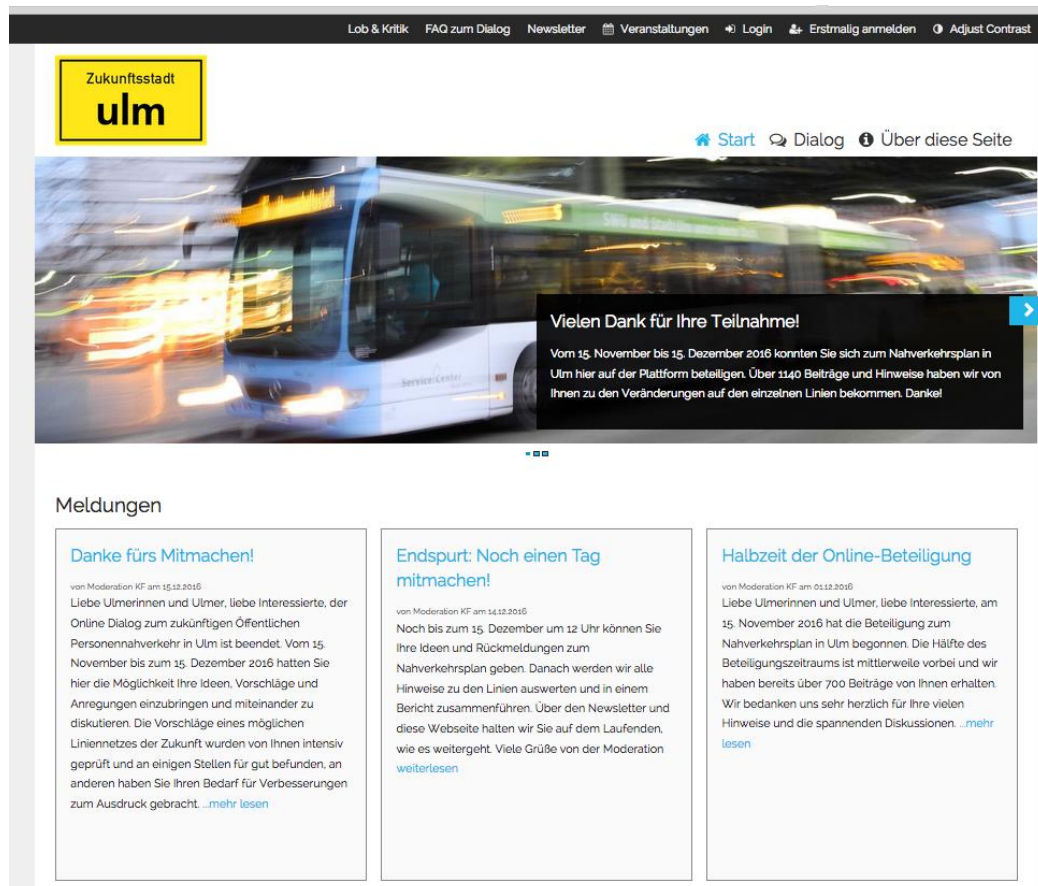 Lob & Kritik FAQ zum Dialog Newsletter Veranstaltungen Login Erstmalig anmelden Adjust Contrast
Zukunftsstadt
ulm
Start Dialog Über diese Seite
Service Center
Vielen Dank für Ihre Teilnahme!
Vom 15. November bis 15. Dezember 2016 konnten Sie sich zum Nahverkehrsplan in
Ulm hier auf der Plattform beteiligen. Über 1140 Beiträge und Hinweise haben wir von
Ihnen zu den Veränderungen auf den einzelnen Linien bekommen. Danke!
Meldungen
Danke fürs Mitmachen!
von Moderation KF am 15.12.2016
Liebe Ulmerinnen und Ulmer, liebe Interessierte, der
Online Dialog zum zukünftigen Öffentlichen
Personennahverkehr in Ulm ist beendet. Vom 15.
November bis zum 15. Dezember 2016 hatten Sie
hier die Möglichkeit Ihre Ideen, Vorschläge und
Anregungen einzubringen und miteinander zu
diskutieren. Die Vorschläge eines möglichen
Liniennetzes der Zukunft wurden von Ihnen intensiv
geprüft und an einigen Stellen für gut befunden, an
anderen haben Sie Ihren Bedarf für Verbesserungen
zum Ausdruck gebracht. ...mehr lesen
Endspurt: Noch einen Tag
mitmachen!
von Moderation KF am 14.12.2016
Noch bis zum 15. Dezember um 12 Uhr können Sie
Ihre Ideen und Rückmeldungen zum
Nahverkehrsplan geben. Danach werden wir alle
Hinweise zu den Linien auswerten und in einem
Bericht zusammenführen. Über den Newsletter und
diese Webseite halten wir Sie auf dem Laufenden,
wie es weitergeht. Viele Grüße von der Moderation
weiterlesen
Halbzeit der Online-Beteiligung
von Moderation KF am 01.12.2016
Liebe Ulmerinnen und Ulmer, liebe Interessierte, am
15. November 2016 hat die Beteiligung zum
Nahverkehrsplan in Ulm begonnen. Die Hälfte des
Beteiligungszeitraums ist mittlerweile vorbei und wir
haben bereits über 700 Beiträge von Ihnen erhalten.
Wir bedanken uns sehr herzlich für Ihre vielen
Hinweise und die spannenden Diskussionen. ...mehr
lesen